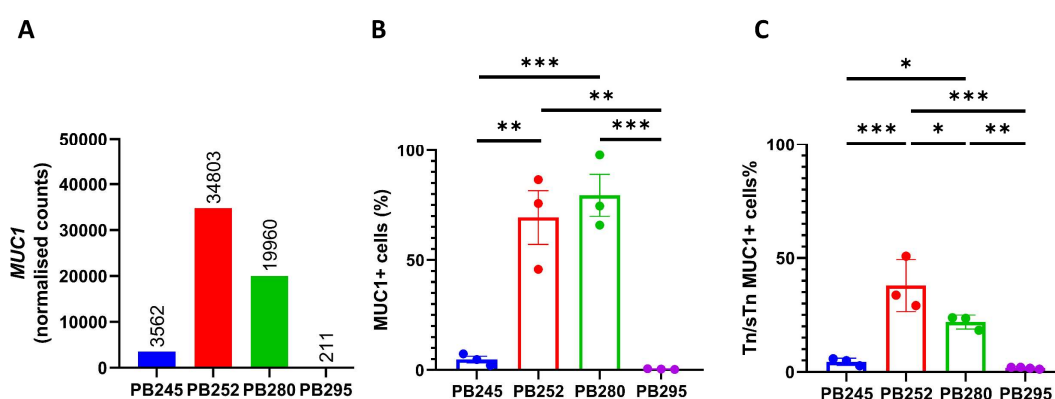 A
MUC1
(normalised counts)
50000
40000
30000
20000
10000
0
3562
34803
19960
211
PB245 PB252 PB280 PB295
B
***
**
** ***
MUC1+ cells (%)
100
50
0
PB245 PB252 PB280 PB295
C
*
***
*** * **
Tn/sTn MUC1+ cells%
100
50
0
PB245 PB252 PB280 PB295